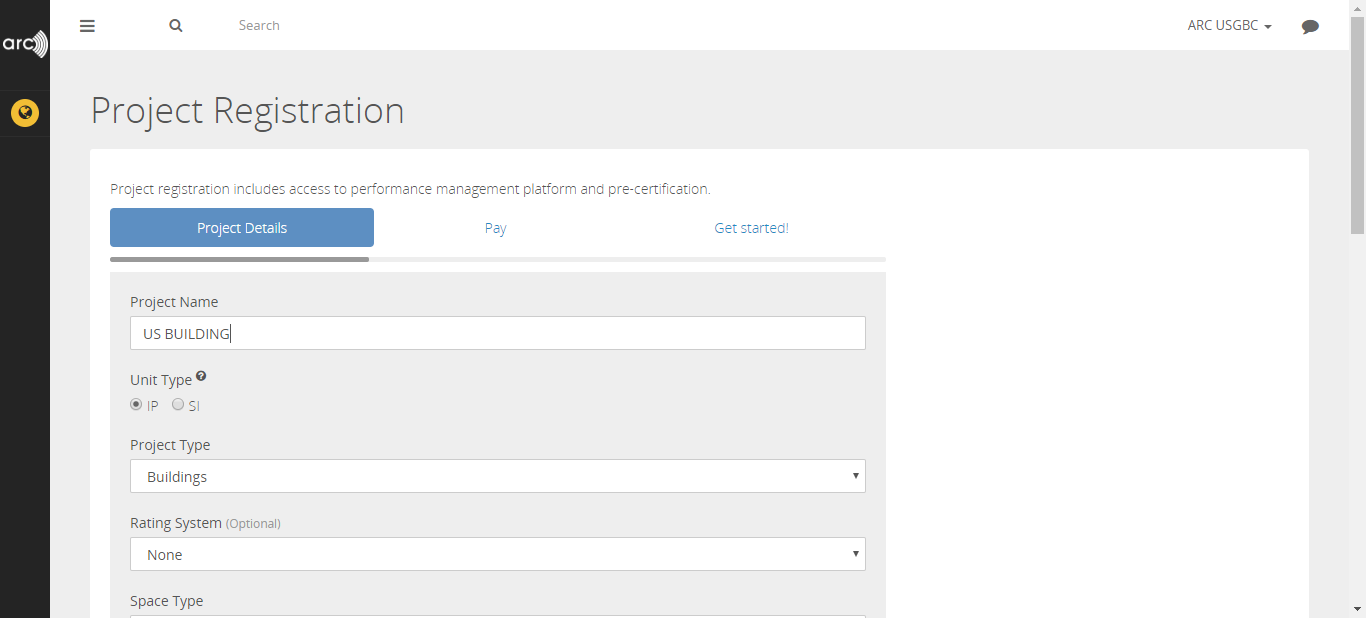 arc
Search
ARC USGBC
Project Registration
Project registration includes access to performance management platform and pre-certification.
Project Details
Pay
Get started!
Project Name
US BUILDING
Unit Type ?
IP SI
Project Type
Buildings
Rating System (Optional)
None
Space Type